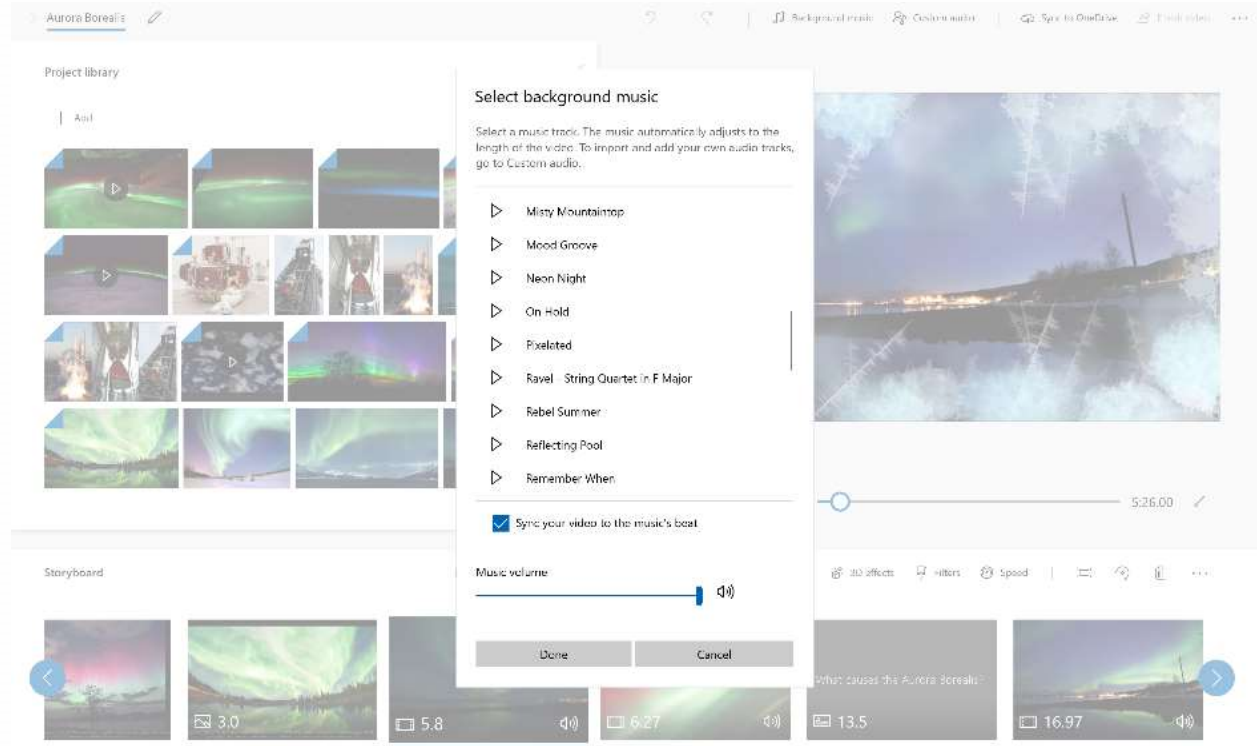 Aurora Borealis
Background music
Custom audio
Sync to OneDrive
Finish video
Project library
Add
Select background music
Select a music track. The music automatically adjusts to the
length of the video. To import and add your own audio tracks,
go to Custom audio.
Misty Mountaintop
Mood Groove
Neon Night
On Hold
Pixelated
Ravel - String Quartet in F Major
Rebel Summer
Reflecting Pool
Remember When
5:26.00
Sync your video to the music's beat
Storyboard
Music volume
3D effects
Filters
Speed
Done
Cancel
What causes the Aurora Borealis?
3.0
5.8
6.27
13.5
16.97